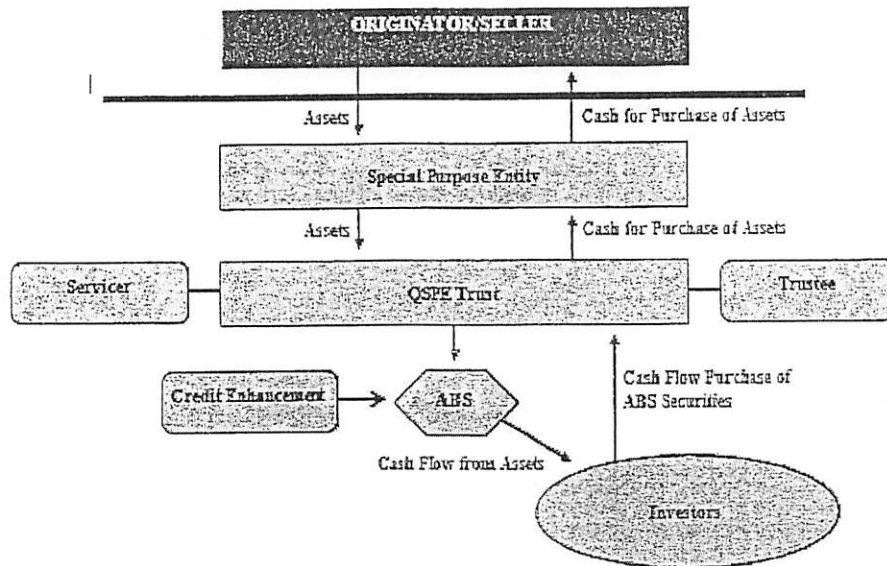 ORIGINATOR/SELLER
Assets
Cash for Purchase of Assets
Special Purpose Entity
Assets
Cash for Purchase of Assets
Servicer
QSPE Trust
Trustee
Credit Enhancement
ABS
Cash Flow Purchase of
ABS Securities
Cash Flow from Assets
Investors